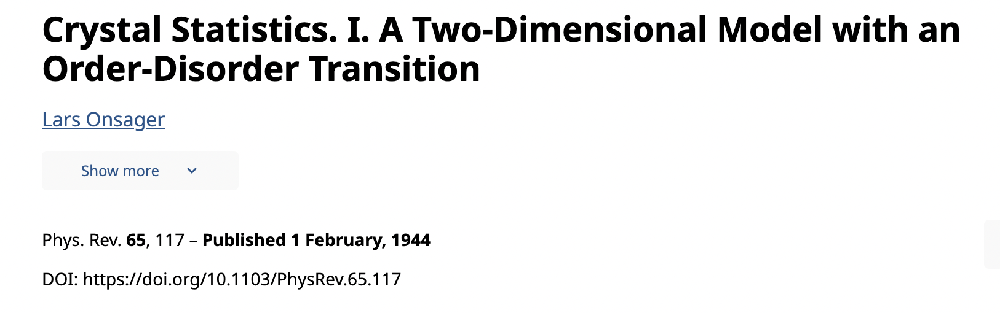 Crystal Statistics. I. A Two-Dimensional Model with an
Order-Disorder Transition
Lars Onsager
Show more
Phys. Rev. 65, 117 – Published 1 February, 1944
DOI: https://doi.org/10.1103/PhysRev.65.117